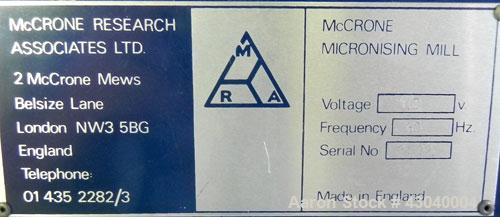 McCRONE RESEARCH
ASSOCIATES LTD.
2 McCrone Mews
Belsize Lane
London NW3 5BG
England
Telephone:
01 435 2282/3
M
R A
McCRONE
MICRONISING MILL
Voltage v.
Frequency Hz.
Serial No
Made in England
Aaron Stock #